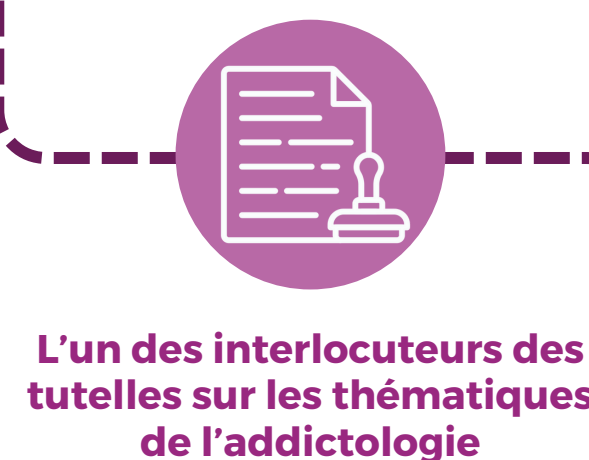 L’un des interlocuteurs des
tutelles sur les thématiques
de l’addictologie